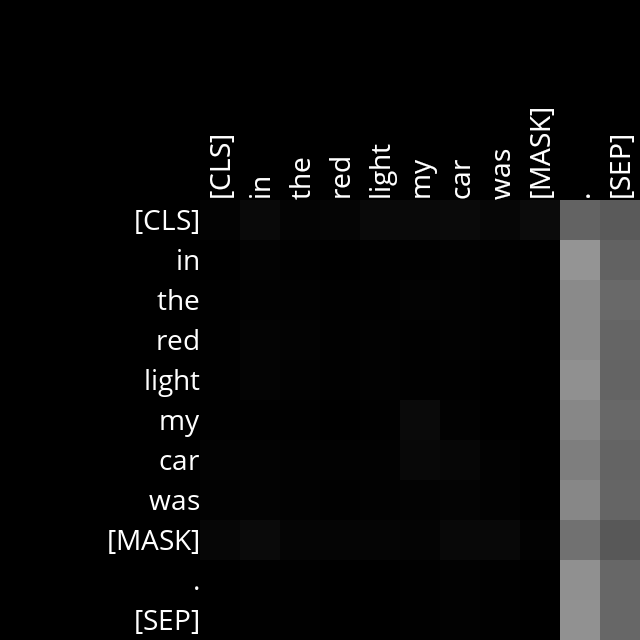 [CLS] in the red light my car was [MASK] . [SEP]
[CLS]
in
the
red
light
my
car
was
[MASK]
.
[SEP]